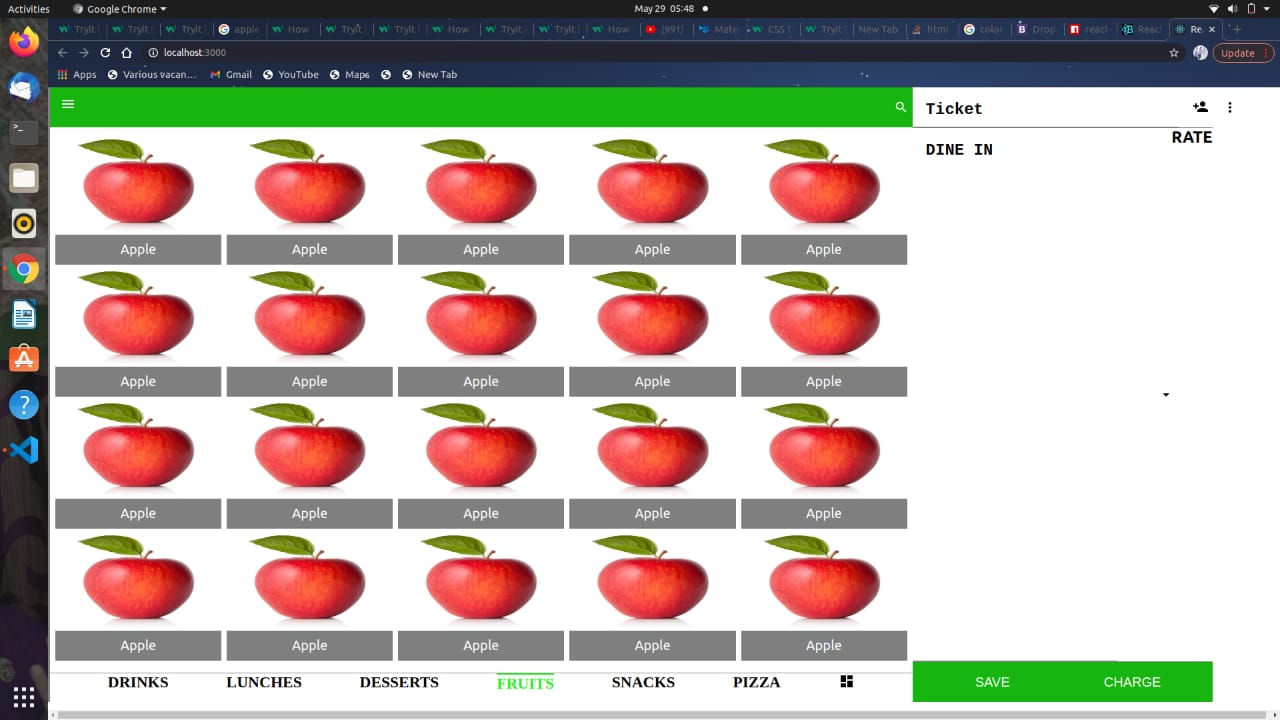 Activities Google Chrome May 29 05:48
Tryit Tryit Tryit apple How Tryit Tryit How Tryit Tryit How (991) Mate CSS T Tryit New Tab html color Drop react React Re
localhost:3000 Update
Apps Various vacan... Gmail YouTube Maps New Tab
Ticket
RATE
DINE IN
Apple Apple Apple Apple Apple
Apple Apple Apple Apple Apple
Apple Apple Apple Apple Apple
Apple Apple Apple Apple Apple
DRINKS LUNCHES DESSERTS FRUITS SNACKS PIZZA
SAVE CHARGE